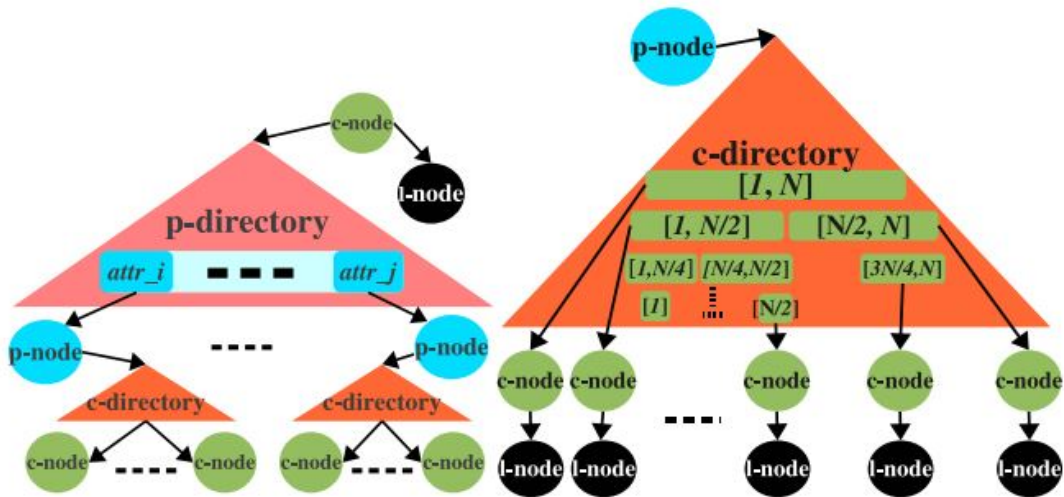 c-node
l-node
p-directory
attr_i
attr_j
p-node
p-node
c-directory
c-directory
c-node
c-node
c-node
c-node
p-node
c-directory
[1, N]
[1, N/2]
[N/2, N]
[1,N/4]
[N/4,N/2]
[3N/4,N]
[1]
[N/2]
c-node
c-node
c-node
c-node
c-node
l-node
l-node
l-node
l-node
l-node